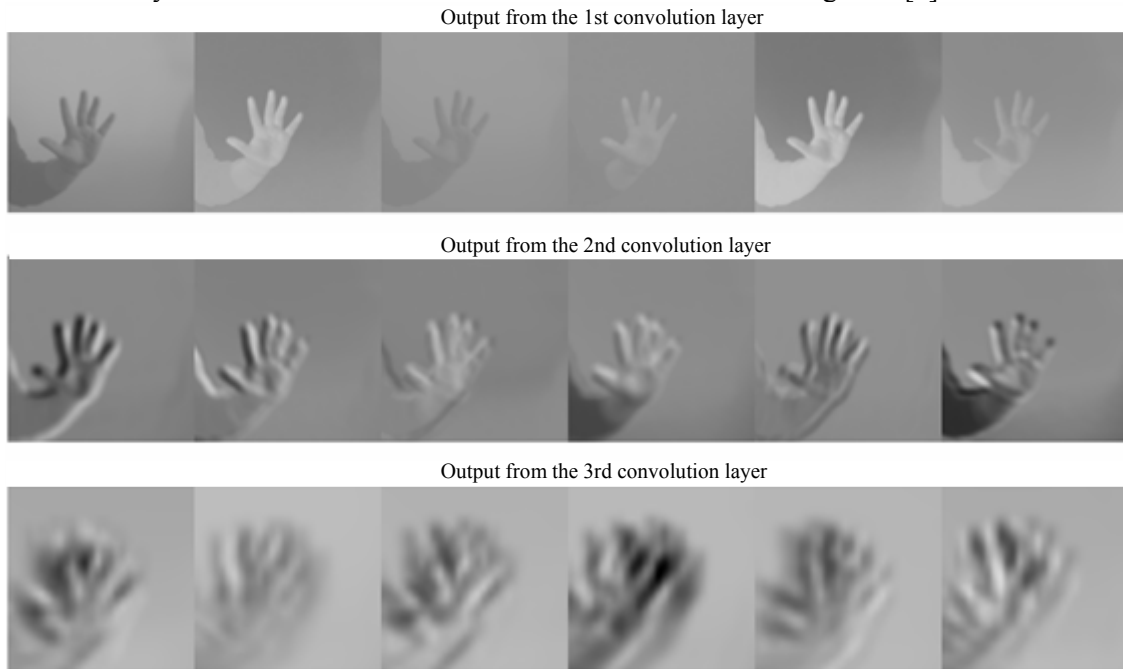 Output from the 1st convolution layer
Output from the 2nd convolution layer
Output from the 3rd convolution layer